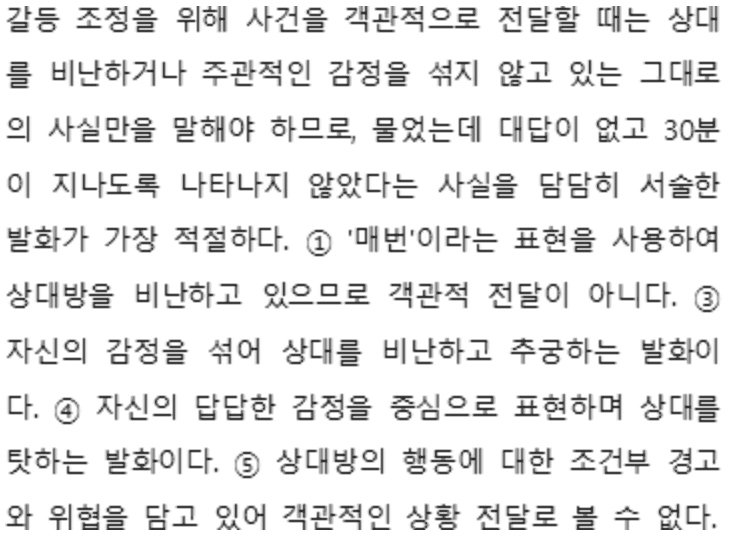 갈등 조정을 위해 사건을 객관적으로 전달할 때는 상대
를 비난하거나 주관적인 감정을 섞지 않고 있는 그대로
의 사실만을 말해야 하므로, 물었는데 대답이 없고 30분
이 지나도록 나타나지 않았다는 사실을 담담히 서술한
발화가 가장 적절하다. ① '매번'이라는 표현을 사용하여
상대방을 비난하고 있으므로 객관적 전달이 아니다. ③
자신의 감정을 섞어 상대를 비난하고 추궁하는 발화이
다. ④ 자신의 답답한 감정을 중심으로 표현하며 상대를
탓하는 발화이다. ⑤ 상대방의 행동에 대한 조건부 경고
와 위협을 담고 있어 객관적인 상황 전달로 볼 수 없다.